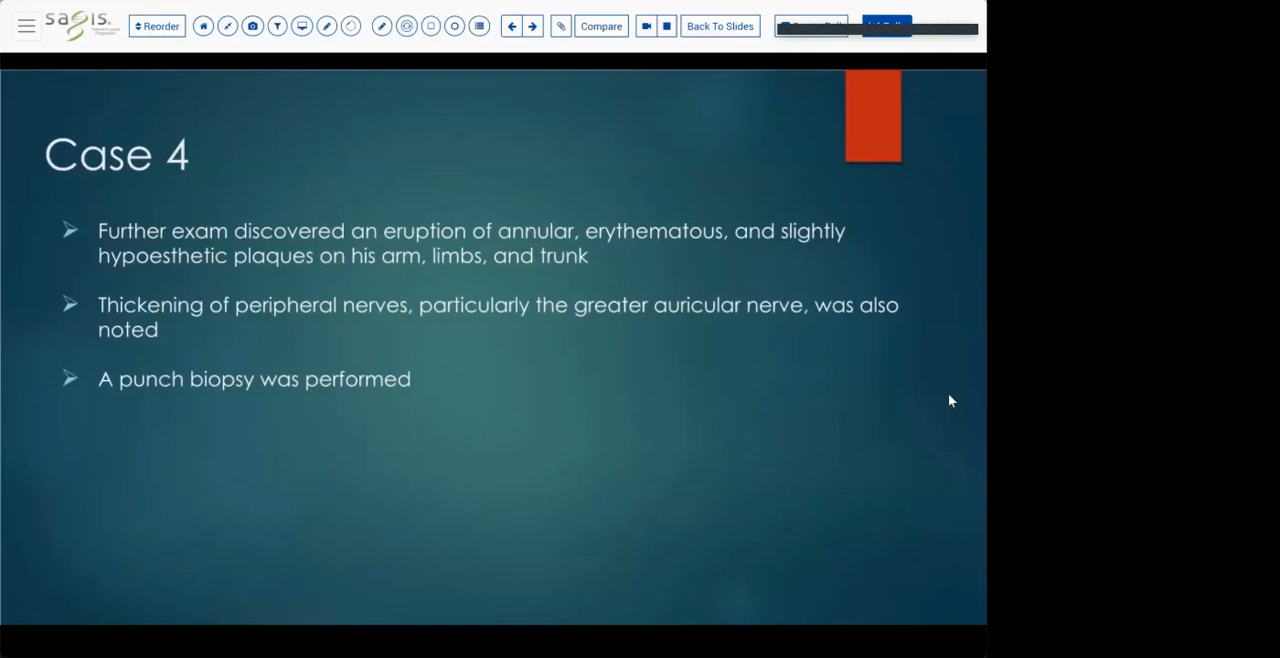 sagis
Reorder
Compare
Back To Slides
Case 4
Further exam discovered an eruption of annular, erythematous, and slightly
hypoesthetic plaques on his arm, limbs, and trunk
Thickening of peripheral nerves, particularly the greater auricular nerve, was also
noted
A punch biopsy was performed